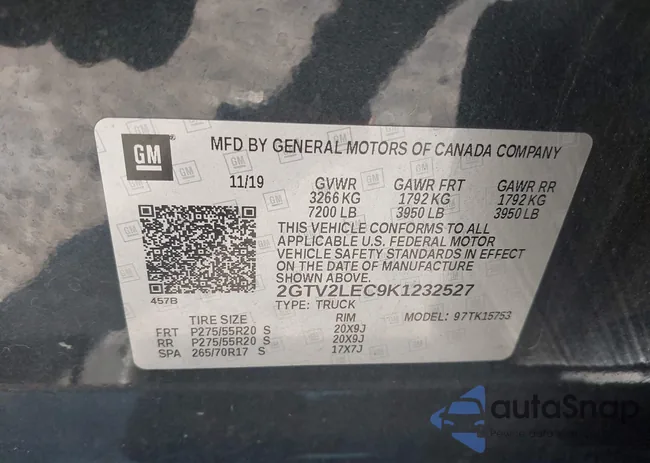 GM
MFD BY GENERAL MOTORS OF CANADA COMPANY
11/19 GVWR GAWR FRT GAWR RR
3266 KG 1792 KG 1792 KG
7200 LB 3950 LB 3950 LB
THIS VEHICLE CONFORMS TO ALL
APPLICABLE U.S. FEDERAL MOTOR
VEHICLE SAFETY STANDARDS IN EFFECT
ON THE DATE OF MANUFACTURE
SHOWN ABOVE.
457B 2GTV2LEC9K1232527
TYPE: TRUCK
TIRE SIZE RIM MODEL: 97TK15753
FRT P275/55R20 S 20X9J
RR P275/55R20 S 20X9J
SPA 265/70R17 S 17X7J
autoSnap